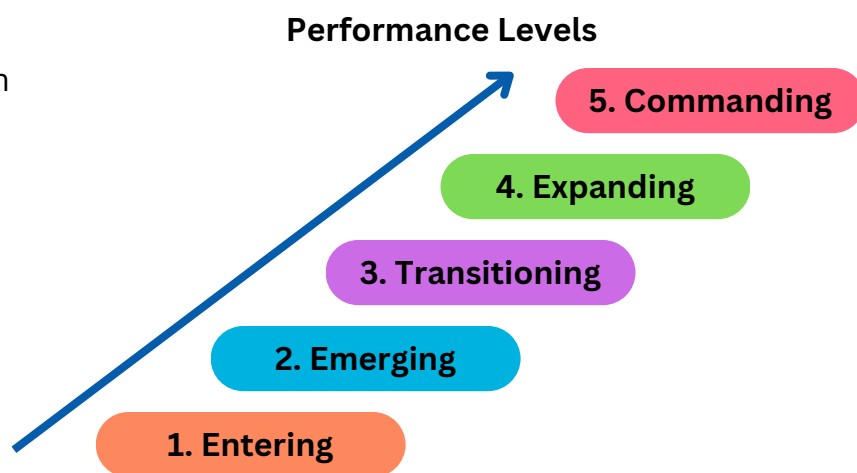 Performance Levels
5. Commanding
4. Expanding
3. Transitioning
2. Emerging
1. Entering